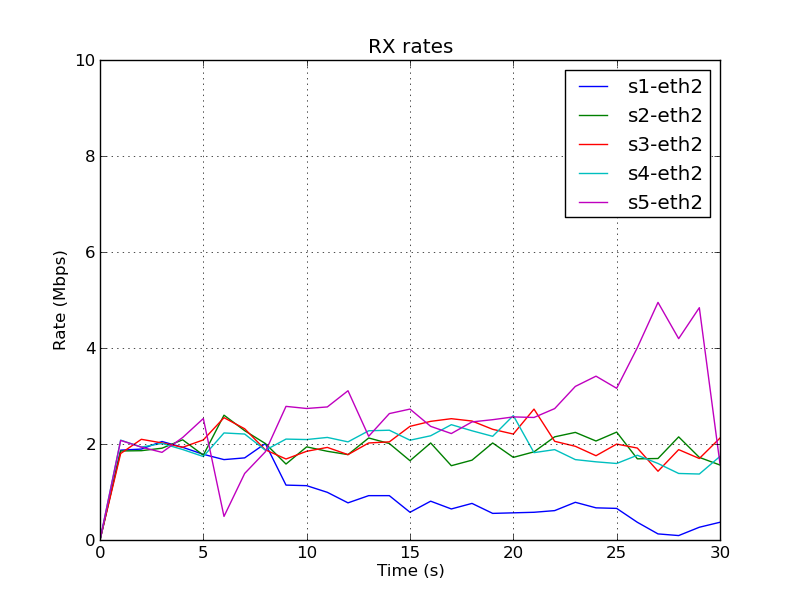 RX rates
10
8
6
4
2
0
Rate (Mbps)
s1-eth2
s2-eth2
s3-eth2
s4-eth2
s5-eth2
0 5 10 15 20 25 30
Time (s)